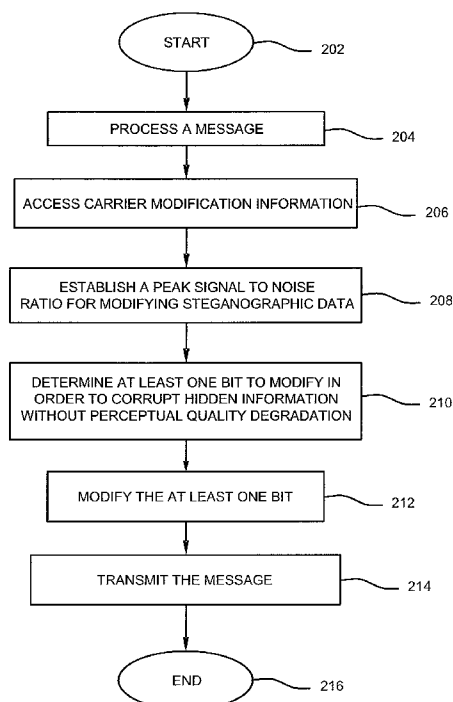 START
202
PROCESS A MESSAGE
204
ACCESS CARRIER MODIFICATION INFORMATION
206
ESTABLISH A PEAK SIGNAL TO NOISE
RATIO FOR MODIFYING STEGANOGRAPHIC DATA
208
DETERMINE AT LEAST ONE BIT TO MODIFY IN
ORDER TO CORRUPT HIDDEN INFORMATION
WITHOUT PERCEPTUAL QUALITY DEGRADATION
210
MODIFY THE AT LEAST ONE BIT
212
TRANSMIT THE MESSAGE
214
END
216